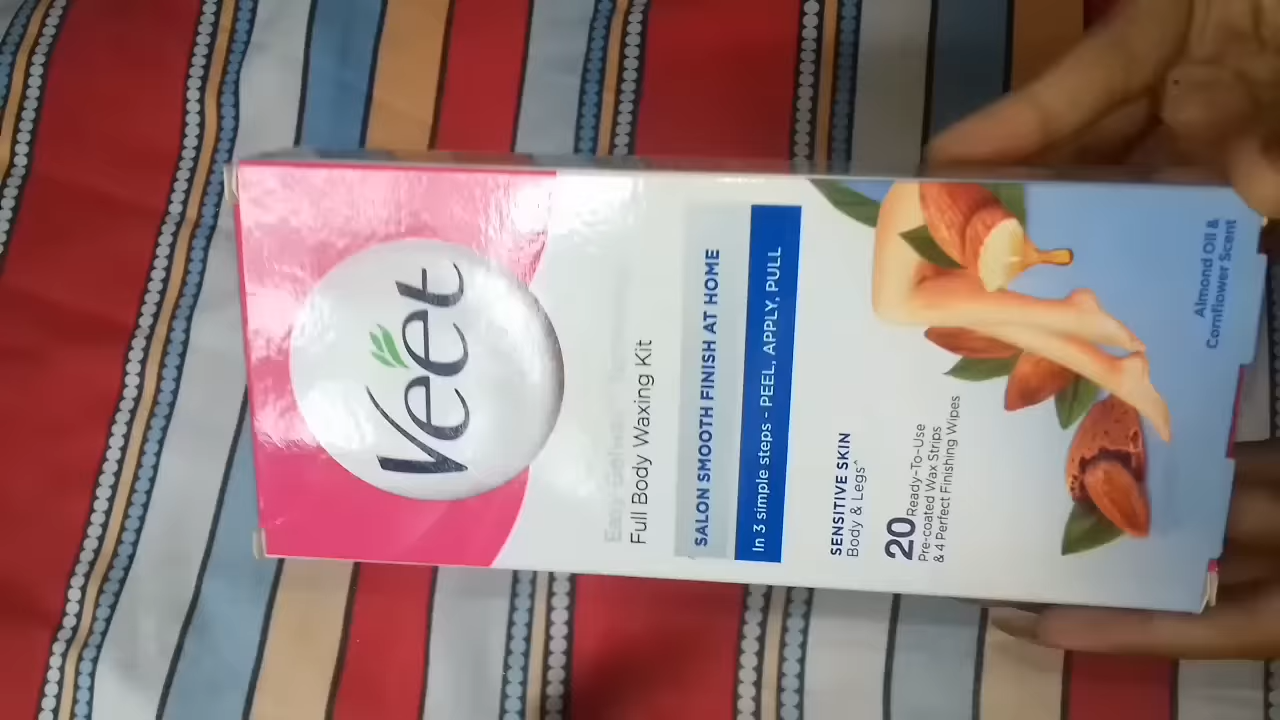 Veet
Full Body Waxing Kit
SALON SMOOTH FINISH AT HOME
In 3 simple steps - PEEL, APPLY, PULL
SENSITIVE SKIN
Body & Legs^
20 Ready-To-Use
Pre-coated Wax Strips
& 4 Perfect Finishing Wipes
Almond Oil &
Cornflower Scent